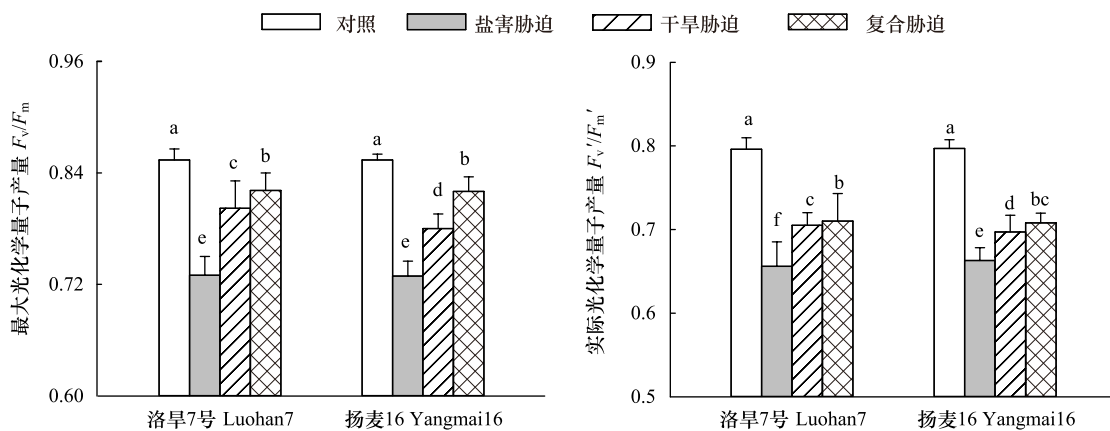 对照 盐害胁迫 干旱胁迫 复合胁迫
最大光化学量子产量 Fv/Fm
0.96
0.84
0.72
0.60
a
e
c
b
a
e
d
b
洛旱7号 Luohan7 扬麦16 Yangmai16
实际光化学量子产量 Fv′/Fm′
0.9
0.8
0.7
0.6
0.5
a
f
c
b
a
e
d
bc
洛旱7号 Luohan7 扬麦16 Yangmai16